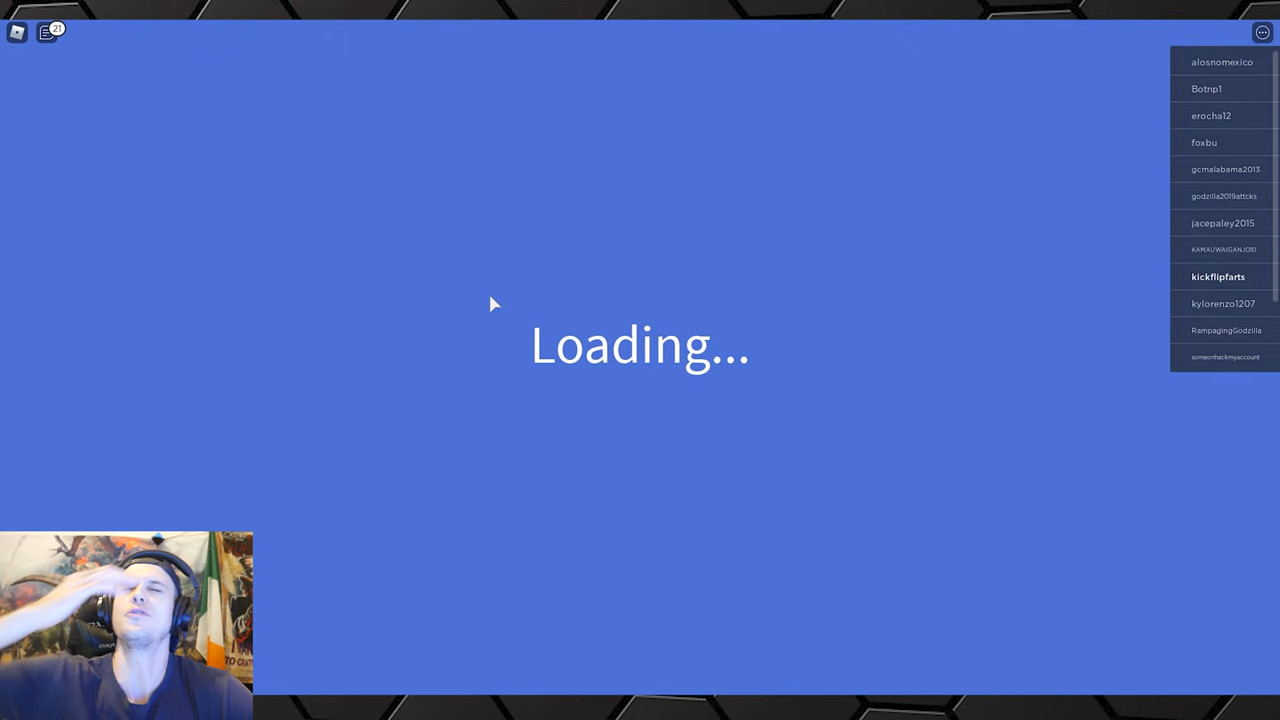 21
alosnomexico
Botnp1
erocha12
foxbu
gcmalabama2013
godzilla2019attcks
jacepaley2015
KAMAUWAIGANJO10
kickflipfarts
kylorenzo1207
RampagingGodzilla
someonhackmyaccount
Loading...